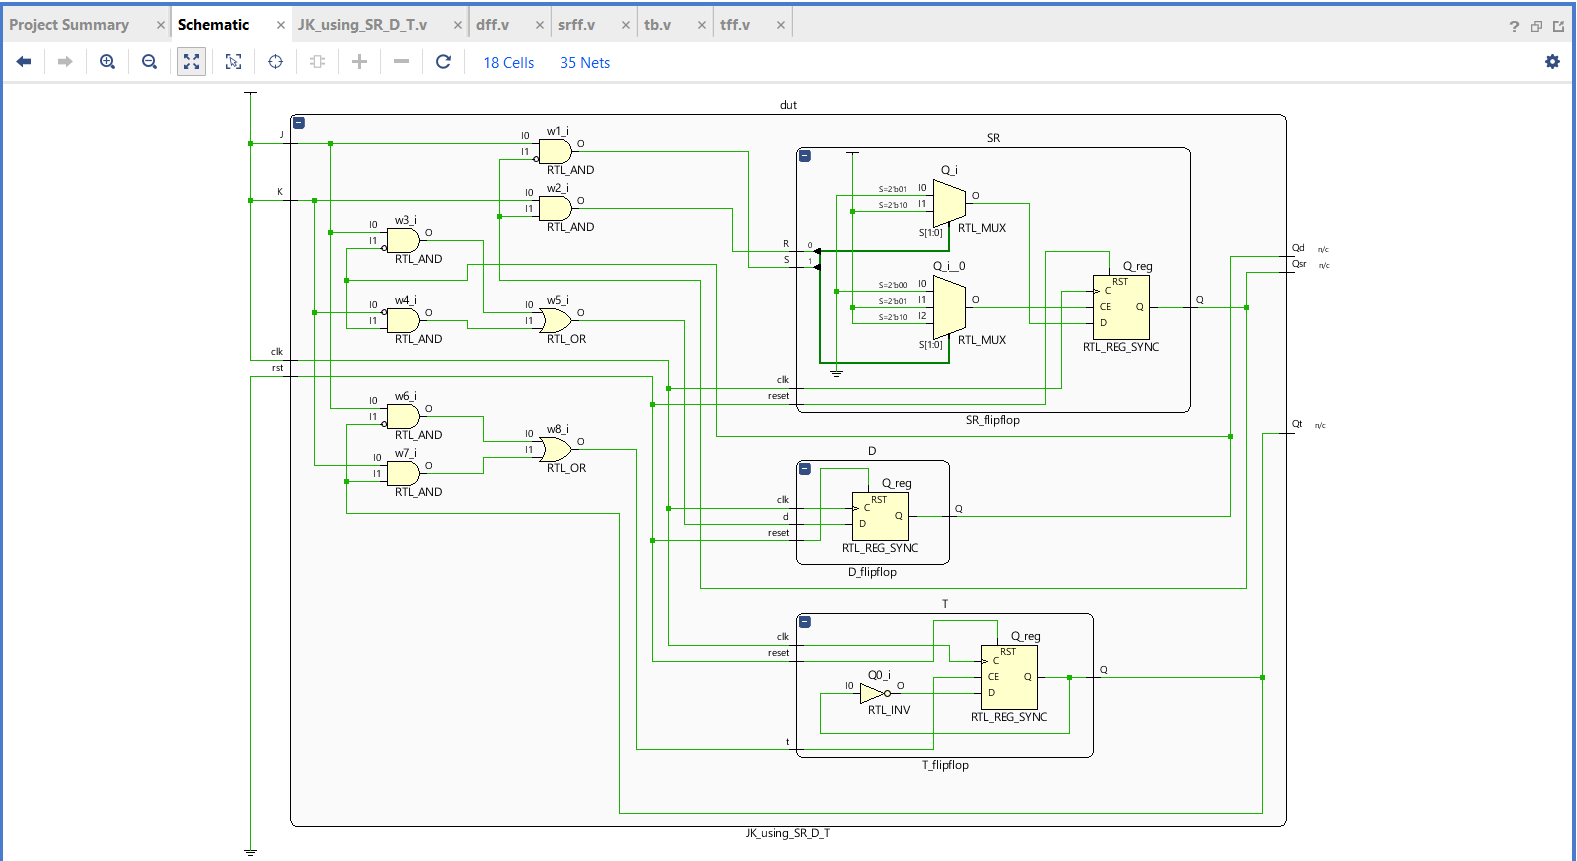 Project Summary × Schematic × JK_using_SR_D_T.v × dff.v × srff.v × tb.v × tff.v ×
?
18 Cells 35 Nets
dut
J
K
clk
rst
w1_i
I0
I1
O
RTL_AND
w2_i
I0
I1
O
RTL_AND
w3_i
I0
I1
O
RTL_AND
w4_i
I0
I1
O
RTL_AND
w5_i
I0
I1
O
RTL_OR
w6_i
I0
I1
O
RTL_AND
w7_i
I0
I1
O
RTL_AND
w8_i
I0
I1
O
RTL_OR
SR
R 0
S 1
clk
reset
Q_i
S=2'b01 I0
S=2'b10 I1
O
S[1:0]
RTL_MUX
Q_i__0
S=2'b00 I0
S=2'b01 I1
S=2'b10 I2
O
S[1:0]
RTL_MUX
Q_reg
RST
C
CE
D
Q
RTL_REG_SYNC
Q
SR_flipflop
D
clk
d
reset
Q_reg
RST
C
D
Q
RTL_REG_SYNC
Q
D_flipflop
T
clk
reset
t
Q0_i
I0
O
RTL_INV
Q_reg
RST
C
CE
D
Q
RTL_REG_SYNC
Q
T_flipflop
Qd n/c
Qsr n/c
Qt n/c
JK_using_SR_D_T